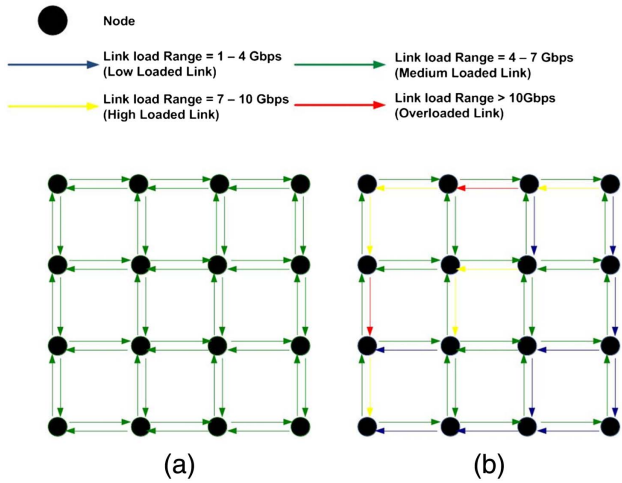 Node
Link load Range = 1 – 4 Gbps
(Low Loaded Link)
Link load Range = 4 – 7 Gbps
(Medium Loaded Link)
Link load Range = 7 – 10 Gbps
(High Loaded Link)
Link load Range > 10Gbps
(Overloaded Link)
(a)
(b)